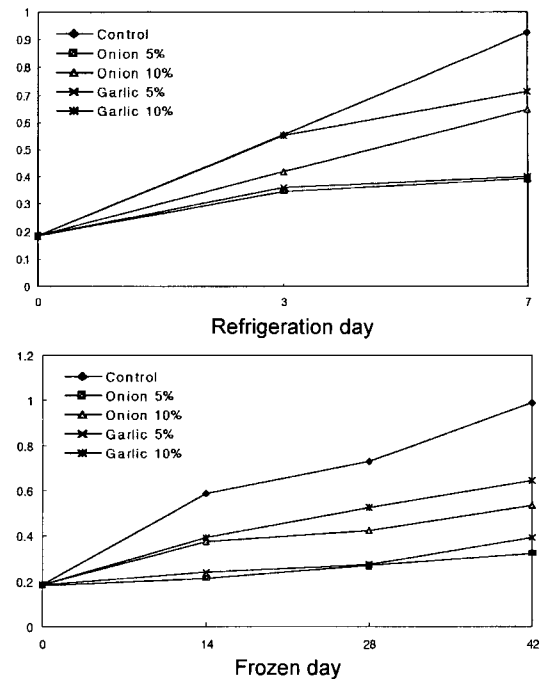 1
0.9
0.8
0.7
0.6
0.5
0.4
0.3
0.2
0.1
0
Control
Onion 5%
Onion 10%
Garlic 5%
Garlic 10%
0 3 7
Refrigeration day
1.2
1
0.8
0.6
0.4
0.2
0
Control
Onion 5%
Onion 10%
Garlic 5%
Garlic 10%
0 14 28 42
Frozen day